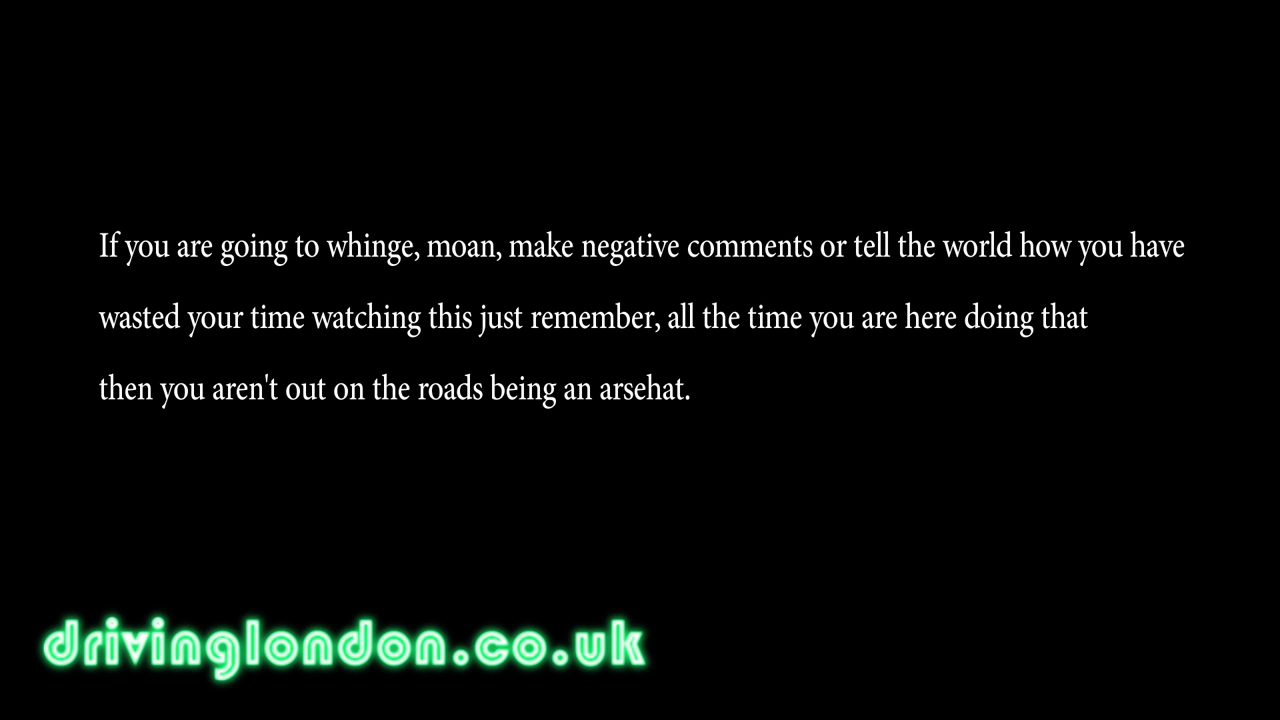 If you are going to whinge, moan, make negative comments or tell the world how you have
wasted your time watching this just remember, all the time you are here doing that
then you aren't out on the roads being an arsehat.
drivinglondon.co.uk